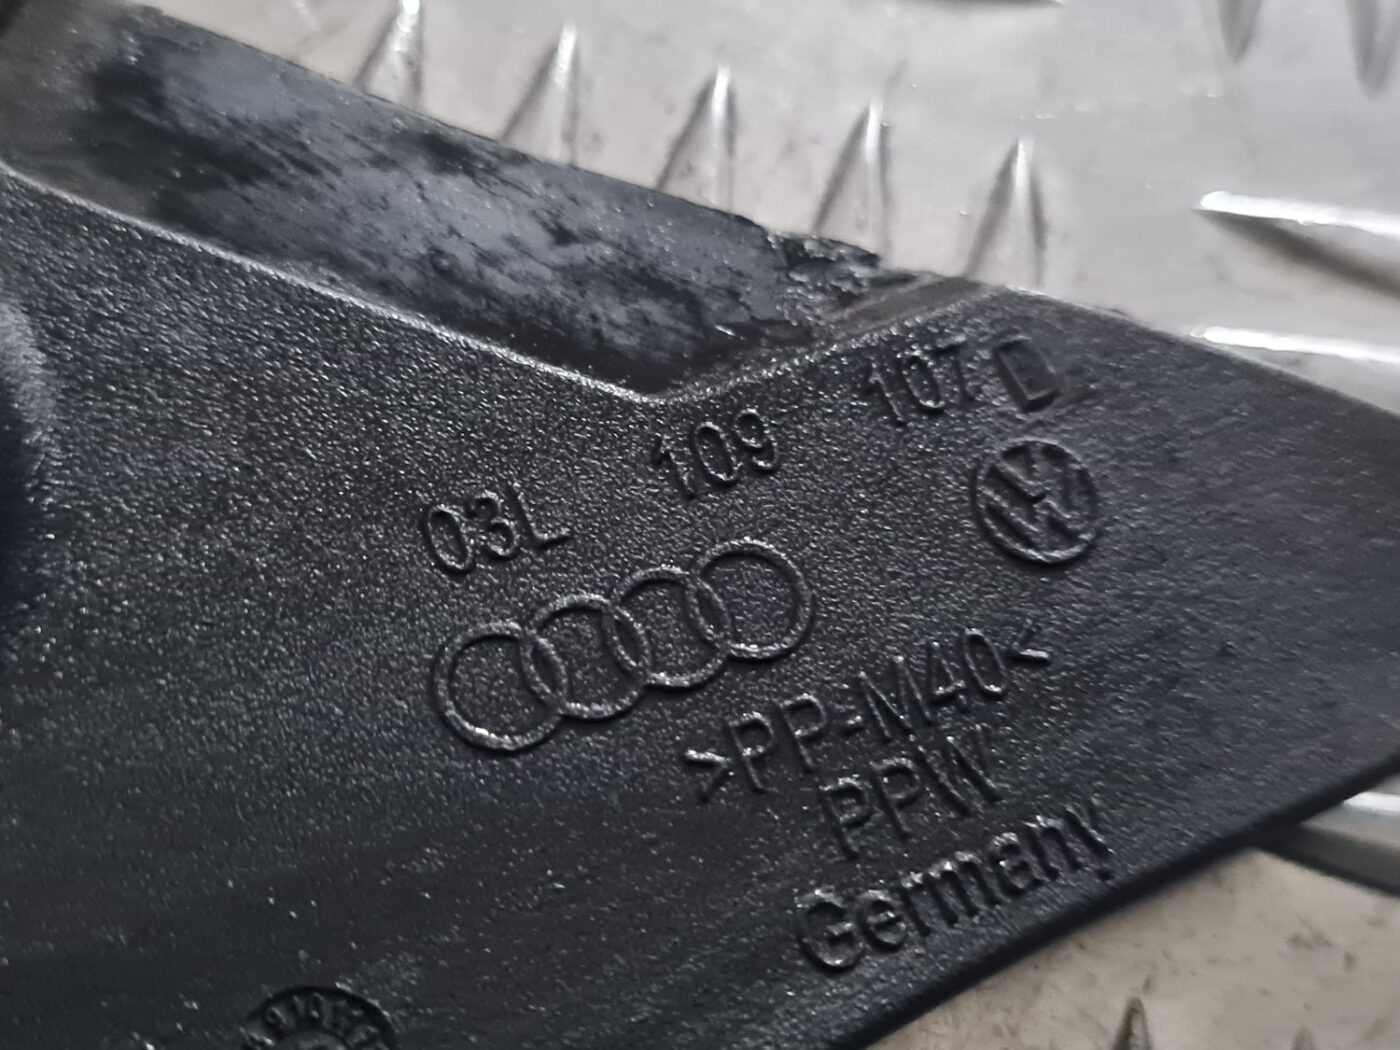 03L 109 107 D
>PP-M40<
PPW
Germany